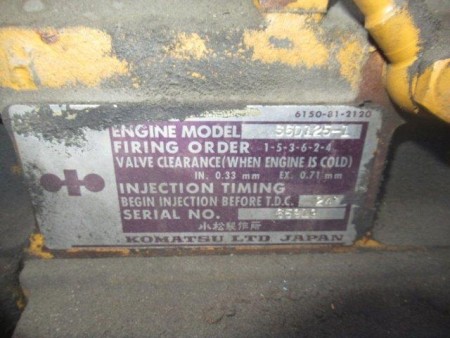 6150-81-2120
ENGINE MODEL S6D125-1
FIRING ORDER 1-5-3-6-2-4
VALVE CLEARANCE (WHEN ENGINE IS COLD)
IN. 0.33 mm EX. 0.71 mm
INJECTION TIMING
BEGIN INJECTION BEFORE T.D.C.
SERIAL NO.
小松製作所
KOMATSU LTD JAPAN